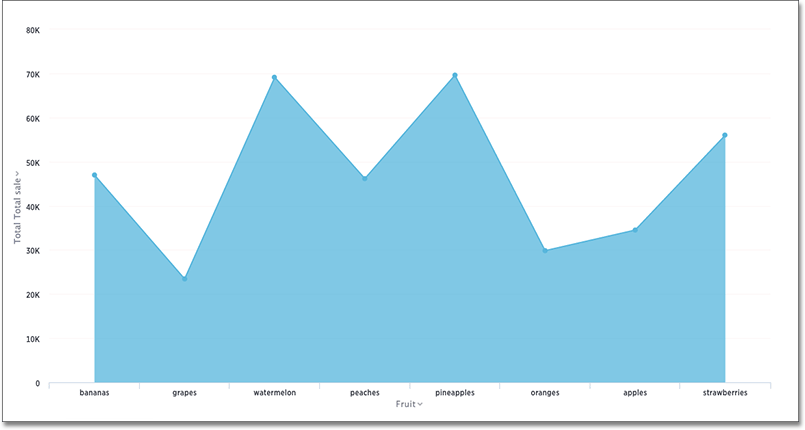 80K
70K
60K
50K
40K
30K
20K
10K
0
Total Total sale
bananas grapes watermelon peaches pineapples oranges apples strawberries
Fruit